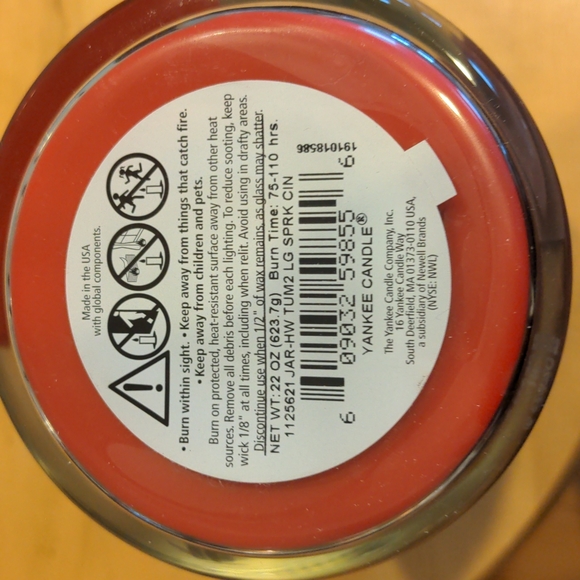 Made in the USA
with global components.
• Burn within sight. • Keep away from things that catch fire.
• Keep away from children and pets.
Burn on protected, heat-resistant surface away from other heat
sources. Remove all debris before each lighting. To reduce sooting, keep
wick 1/8" at all times, including when relit. Avoid using in drafty areas.
Discontinue use when 1/2" of wax remains, as glass may shatter.
NET WT: 22 OZ (623.7g) Burn Time: 75-110 hrs.
1125621 JAR-HW TUM2 LG SPRK CIN
191018586
6 09032 59855 6
YANKEE CANDLE®
The Yankee Candle Company, Inc.
16 Yankee Candle Way
South Deerfield, MA 01373-0110 USA,
a subsidiary of Newell Brands
(NYSE: NWL)